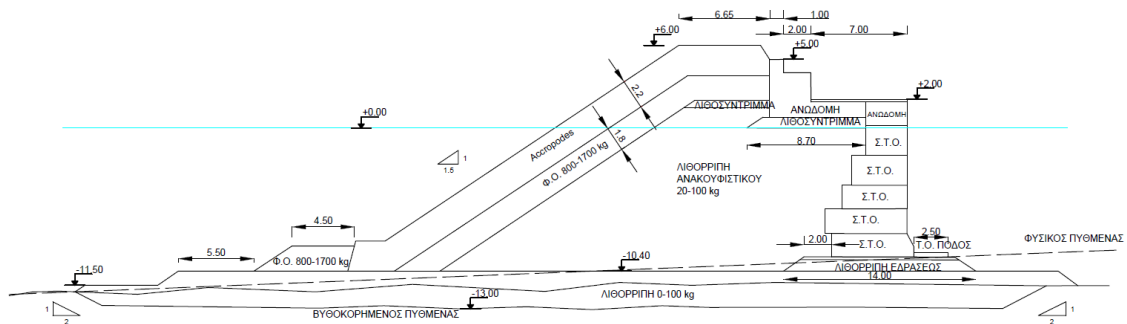 6.65
1.00
+6.00
2.00
7.00
+5.00
2.2
+2.00
ΛΙΘΟΣΥΝΤΡΙΜΜΑ
ΑΝΩΔΟΜΗ
ΑΝΩΔΟΜΗ
+0.00
ΛΙΘΟΣΥΝΤΡΙΜΜΑ
1.8
8.70
Σ.Τ.Ο.
Accropodes
1
1.5
Φ.Ο. 800-1700 kg
ΛΙΘΟΡΡΙΠΗ
ΑΝΑΚΟΥΦΙΣΤΙΚΟΥ
20-100 kg
Σ.Τ.Ο.
Σ.Τ.Ο.
4.50
Σ.Τ.Ο.
2.50
5.50
2.00
Σ.Τ.Ο.
Τ.Ο. ΠΟΔΟΣ
ΦΥΣΙΚΟΣ ΠΥΘΜΕΝΑΣ
Φ.Ο. 800-1700 kg
-10.40
ΛΙΘΟΡΡΙΠΗ ΕΔΡΑΣΕΩΣ
-11.50
14.00
-13.00
ΛΙΘΟΡΡΙΠΗ 0-100 kg
1
2
ΒΥΘΟΚΟΡΗΜΕΝΟΣ ΠΥΘΜΕΝΑΣ
1
2